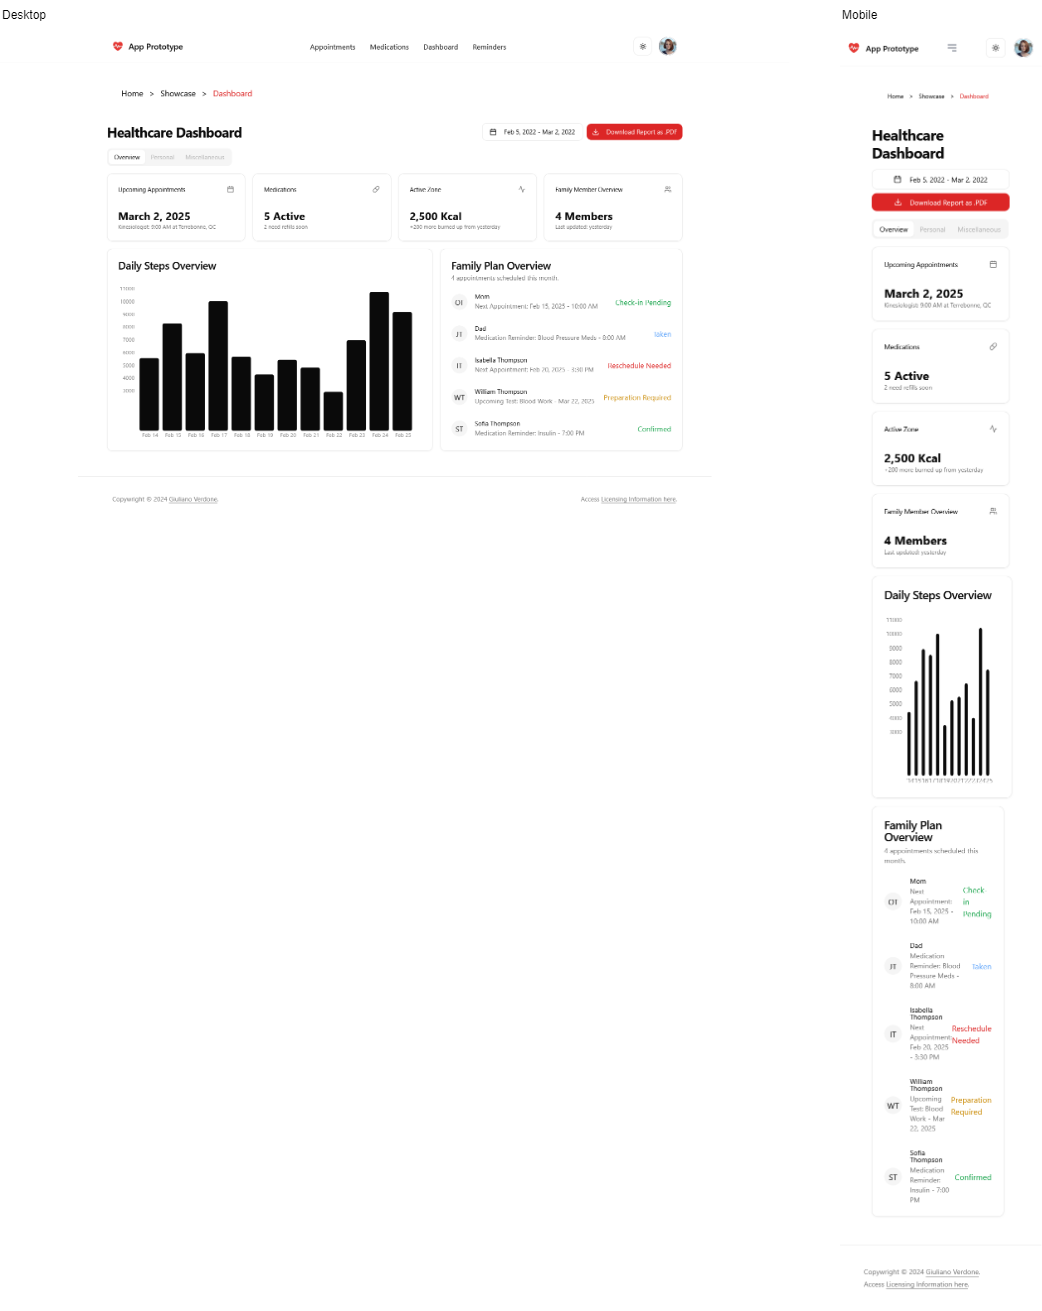 Desktop
App Prototype
Appointments Medications Dashboard Reminders
Home > Showcase > Dashboard
Healthcare Dashboard
Feb 5, 2022 - Mar 2, 2022
Download Report as .PDF
Overview Personal Miscellaneous
Upcoming Appointments
March 2, 2025
Kinesiologist 9:00 AM at Terrebonne, QC
Medications
5 Active
2 need refills soon
Active Zone
2,500 Kcal
+200 more burned up from yesterday
Family Member Overview
4 Members
Last updated: yesterday
Daily Steps Overview
11000
10000
9000
8000
7000
6000
5000
4000
3000
Feb 14 Feb 15 Feb 16 Feb 17 Feb 18 Feb 19 Feb 20 Feb 21 Feb 22 Feb 23 Feb 24 Feb 25
Family Plan Overview
4 appointments scheduled this month.
OT
Mom
Next Appointment: Feb 15, 2025 - 10:00 AM
Check-in Pending
JT
Dad
Medication Reminder: Blood Pressure Meds - 8:00 AM
Taken
IT
Isabella Thompson
Next Appointment: Feb 20, 2025 - 3:30 PM
Reschedule Needed
WT
William Thompson
Upcoming Test: Blood Work - Mar 22, 2025
Preparation Required
ST
Sofia Thompson
Medication Reminder: Insulin - 7:00 PM
Confirmed
Copywright © 2024 Giuliano Verdone.
Access Licensing Information here.
Mobile
App Prototype
Home > Showcase > Dashboard
Healthcare
Dashboard
Feb 5, 2022 - Mar 2, 2022
Download Report as .PDF
Overview Personal Miscellaneous
Upcoming Appointments
March 2, 2025
Kinesiologist 9:00 AM at Terrebonne, QC
Medications
5 Active
2 need refills soon
Active Zone
2,500 Kcal
+200 more burned up from yesterday
Family Member Overview
4 Members
Last updated: yesterday
Daily Steps Overview
11000
10000
9000
8000
7000
6000
5000
4000
3000
Family Plan
Overview
4 appointments scheduled this
month.
OT
Mom
Next
Appointment:
Feb 15, 2025 -
10:00 AM
Check-
in
Pending
JT
Dad
Medication
Reminder: Blood
Pressure Meds -
8:00 AM
Taken
IT
Isabella
Thompson
Next
Appointment:
Feb 20, 2025
- 3:30 PM
Reschedule
Needed
WT
William
Thompson
Upcoming
Test: Blood
Work - Mar
22, 2025
Preparation
Required
ST
Sofia
Thompson
Medication
Reminder:
Insulin - 7:00
PM
Confirmed
Copywright © 2024 Giuliano Verdone.
Access Licensing Information here.